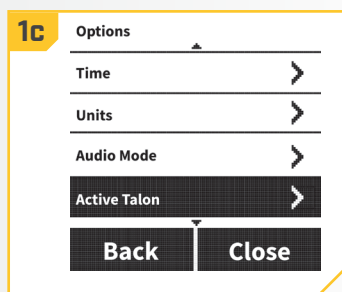 1c
Options
Time
Units
Audio Mode
Active Talon
Back Close